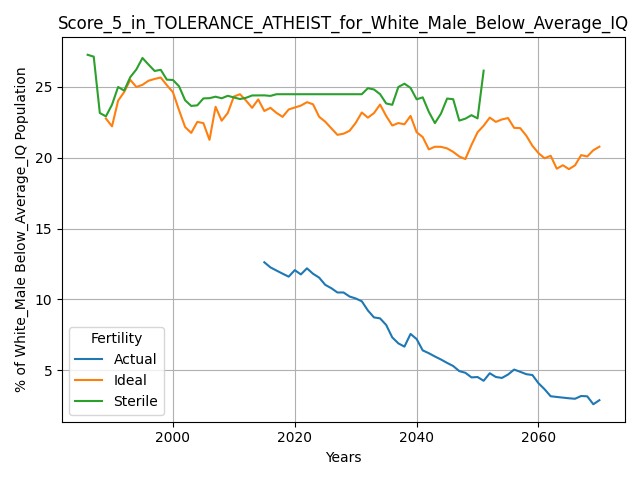 Score_5_in_TOLERANCE_ATHEIST_for_White_Male_Below_Average_IQ
% of White_Male Below_Average_IQ Population
25
20
15
10
5
Fertility
Actual
Ideal
Sterile
2000
2020
2040
2060
Years